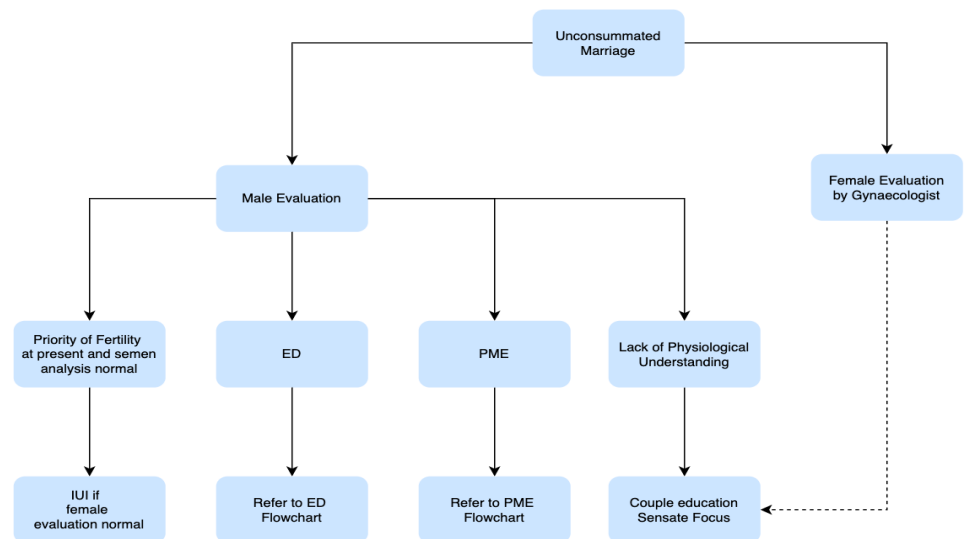 Unconsummated
Marriage
Male Evaluation
Female Evaluation
by Gynaecologist
Priority of Fertility
at present and semen
analysis normal
ED
PME
Lack of Physiological
Understanding
IUI if
female
evaluation normal
Refer to ED
Flowchart
Refer to PME
Flowchart
Couple education
Sensate Focus